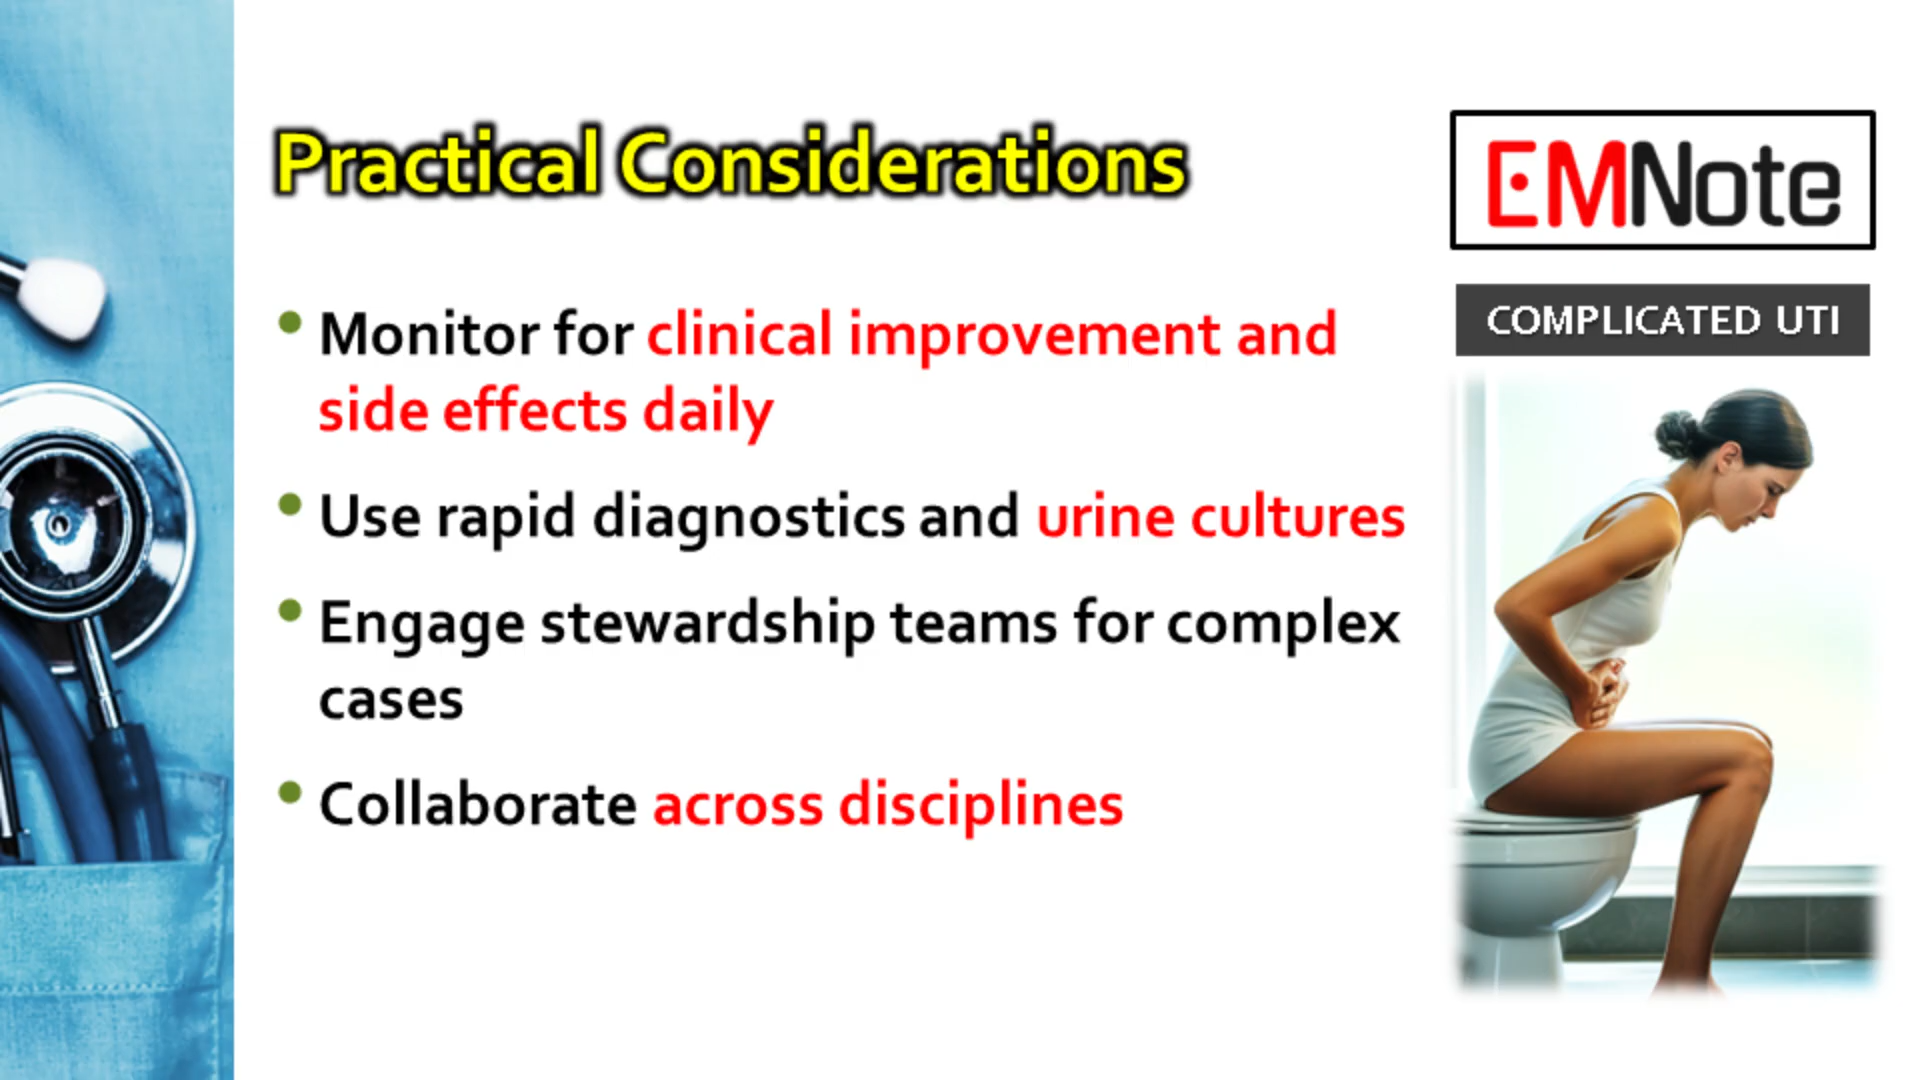 Practical Considerations
EMNote
COMPLICATED UTI
• Monitor for clinical improvement and
side effects daily
• Use rapid diagnostics and urine cultures
• Engage stewardship teams for complex
cases
• Collaborate across disciplines